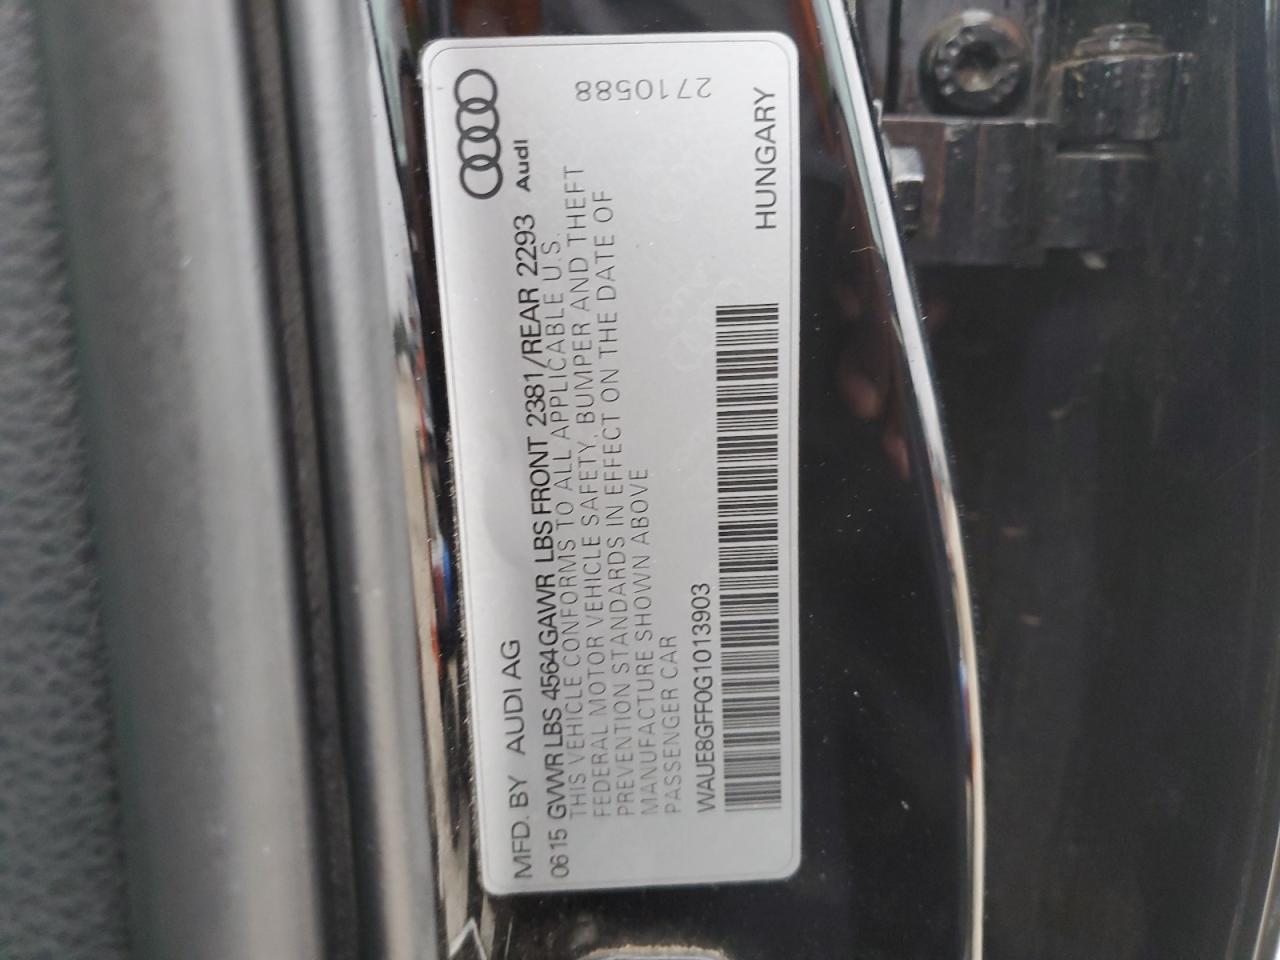 MFD. BY AUDI AG
Audi
0615 GVWR LBS 4564 GAWR LBS FRONT 2381/REAR 2293
THIS VEHICLE CONFORMS TO ALL APPLICABLE U.S.
FEDERAL MOTOR VEHICLE SAFETY, BUMPER AND THEFT
PREVENTION STANDARDS IN EFFECT ON THE DATE OF
MANUFACTURE SHOWN ABOVE
PASSENGER CAR
2710588
WAUE8GFF0G1013903
HUNGARY